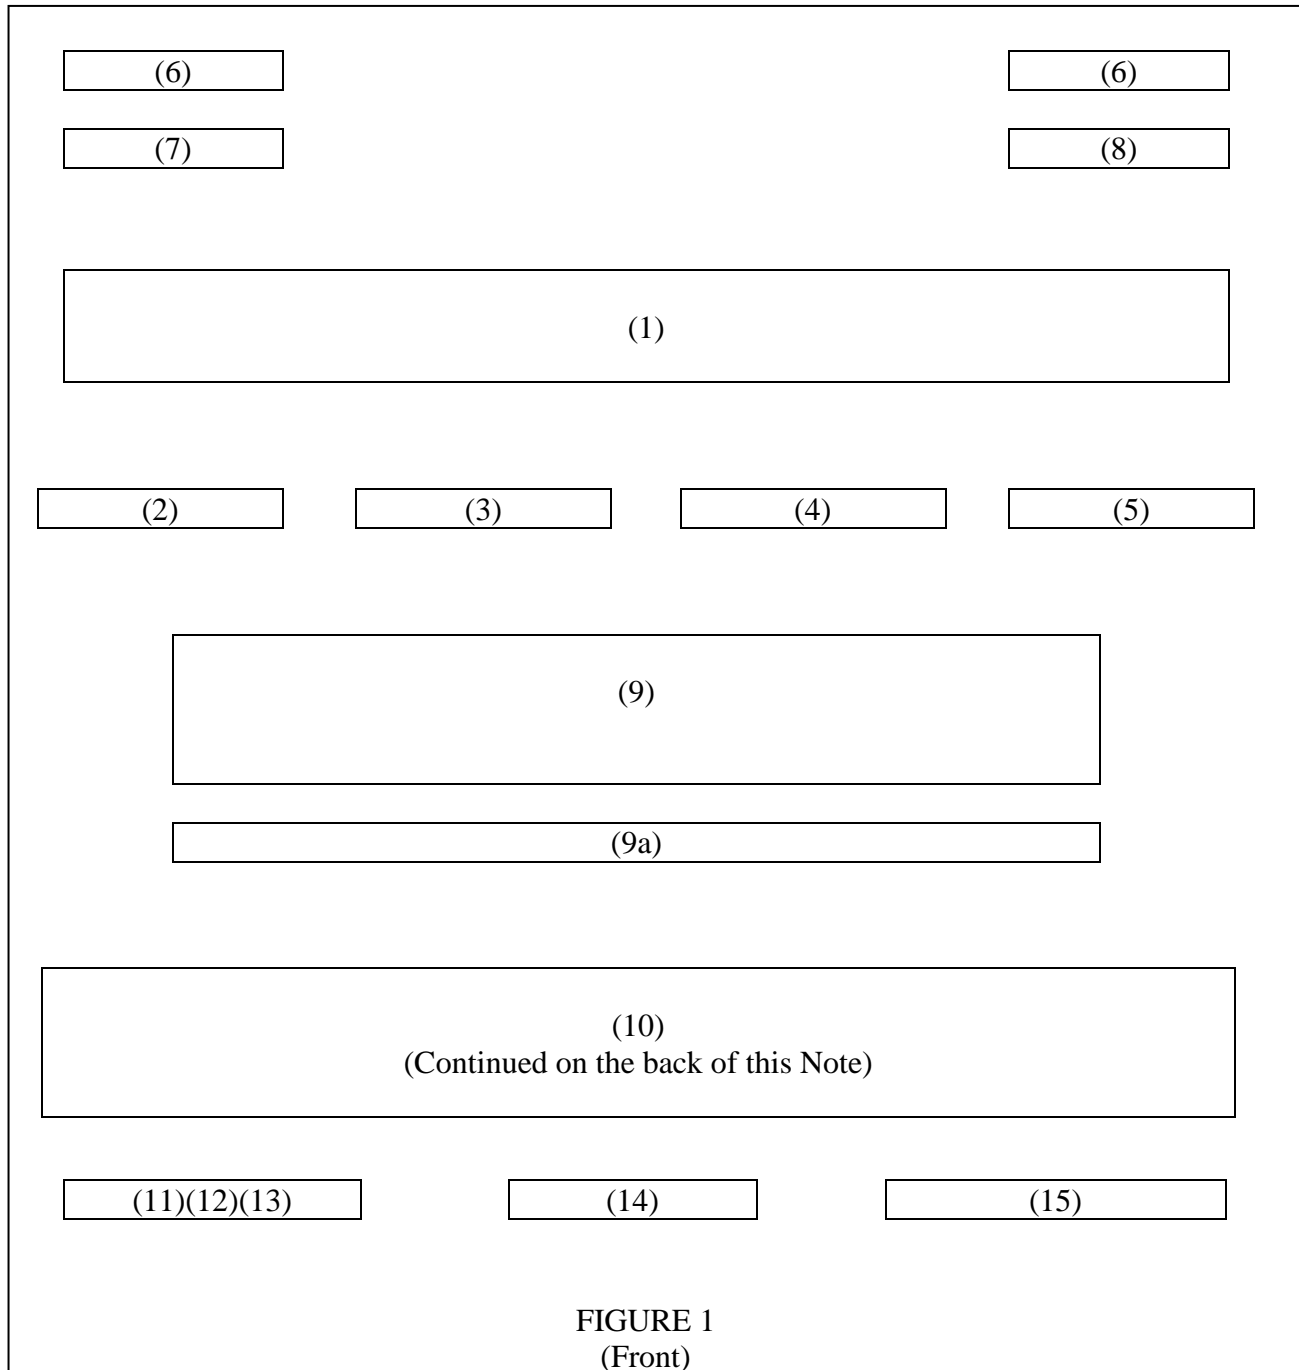 (6) (6)
(7) (8)
(1)
(2) (3) (4) (5)
(9)
(9a)
(10)
(Continued on the back of this Note)
(11)(12)(13) (14) (15)
FIGURE 1
(Front)